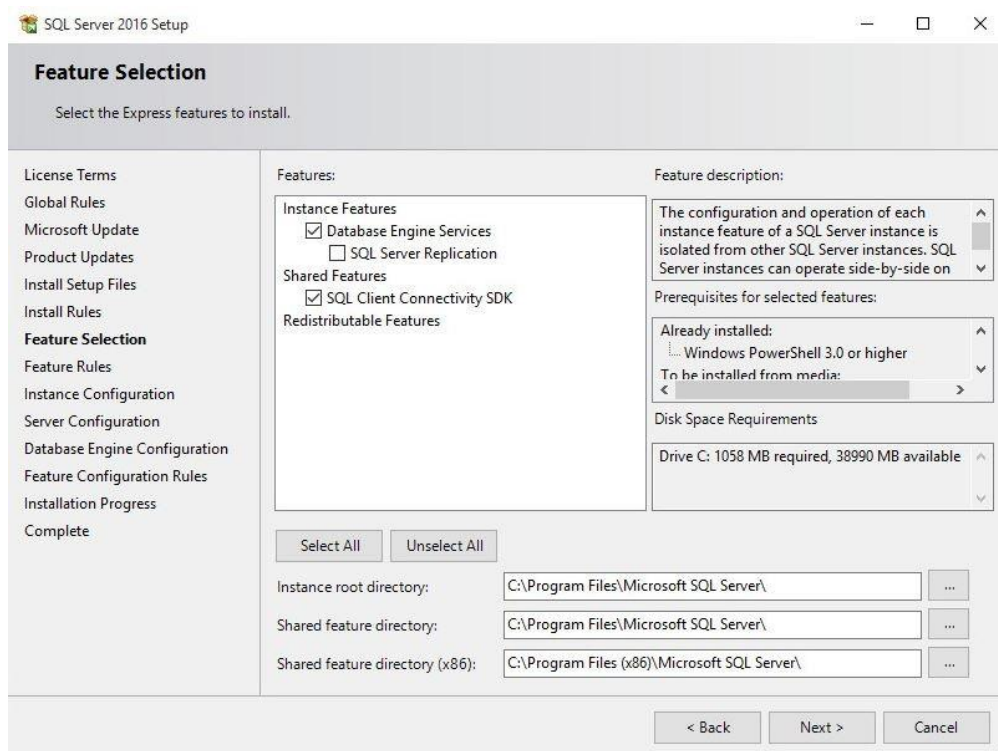 SQL Server 2016 Setup
Feature Selection
Select the Express features to install.
License Terms
Global Rules
Microsoft Update
Product Updates
Install Setup Files
Install Rules
Feature Selection
Feature Rules
Instance Configuration
Server Configuration
Database Engine Configuration
Feature Configuration Rules
Installation Progress
Complete
Features:
Instance Features
Database Engine Services
SQL Server Replication
Shared Features
SQL Client Connectivity SDK
Redistributable Features
Feature description:
The configuration and operation of each
instance feature of a SQL Server instance is
isolated from other SQL Server instances. SQL
Server instances can operate side-by-side on
Prerequisites for selected features:
Already installed:
Windows PowerShell 3.0 or higher
To be installed from media:
Disk Space Requirements
Drive C: 1058 MB required, 38990 MB available
Select All
Unselect All
Instance root directory:
C:\Program Files\Microsoft SQL Server\
...
Shared feature directory:
C:\Program Files\Microsoft SQL Server\
...
Shared feature directory (x86):
C:\Program Files (x86)\Microsoft SQL Server\
...
< Back
Next >
Cancel